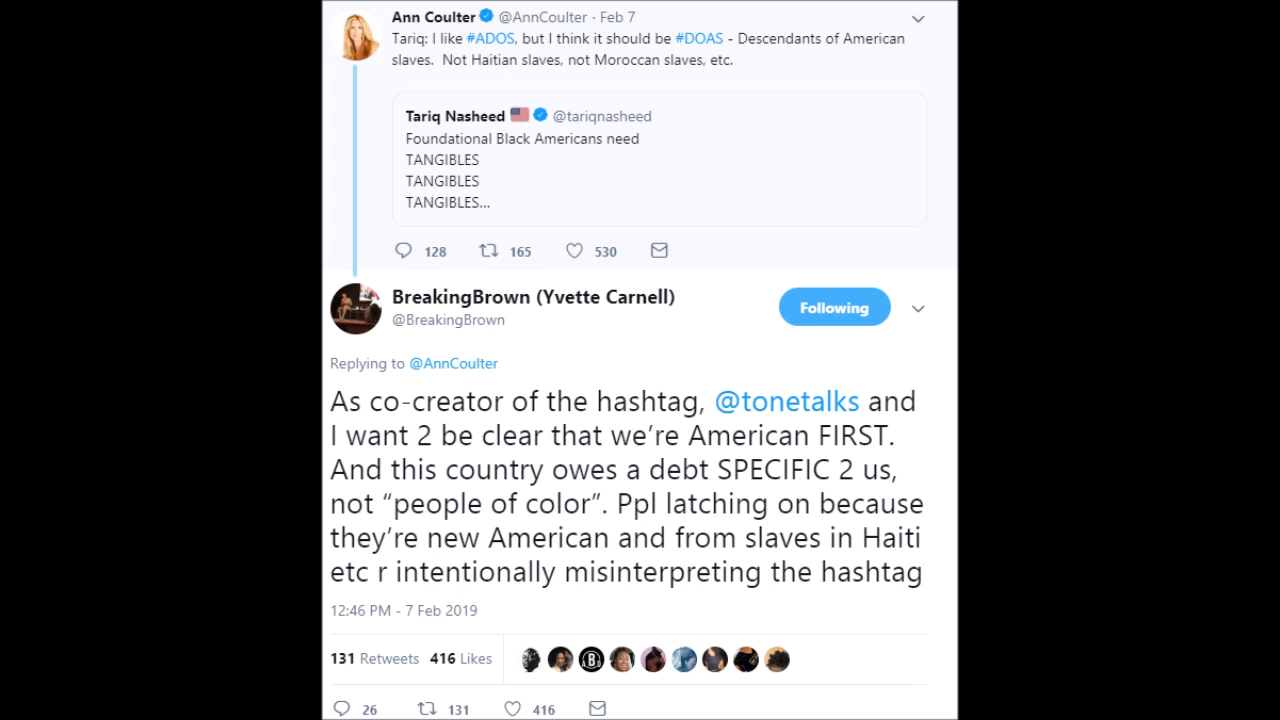 Ann Coulter @AnnCoulter · Feb 7
Tariq: I like #ADOS, but I think it should be #DOAS - Descendants of American
slaves. Not Haitian slaves, not Moroccan slaves, etc.
Tariq Nasheed @tariqnasheed
Foundational Black Americans need
TANGIBLES
TANGIBLES
TANGIBLES...
128 165 530
BreakingBrown (Yvette Carnell)
@BreakingBrown
Following
Replying to @AnnCoulter
As co-creator of the hashtag, @tonetalks and
I want 2 be clear that we’re American FIRST.
And this country owes a debt SPECIFIC 2 us,
not “people of color”. Ppl latching on because
they’re new American and from slaves in Haiti
etc r intentionally misinterpreting the hashtag
12:46 PM - 7 Feb 2019
131 Retweets 416 Likes
B
26 131 416